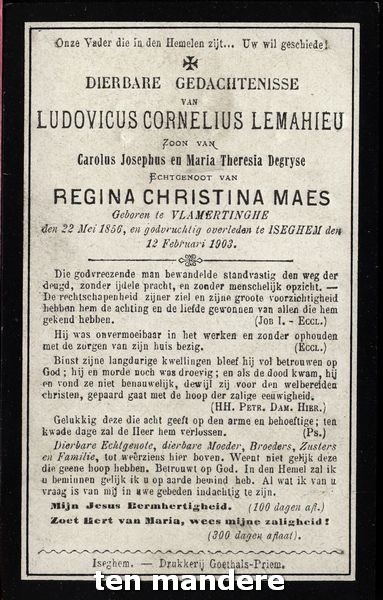 Onze Vader die in den Hemelen zijt... Uw wil geschiede!
DIERBARE GEDACHTENISSE
VAN
LUDOVICUS CORNELIUS LEMAHIEU
ZOON VAN
Carolus Josephus en Maria Theresia Degryse
ECHTGENOOT VAN
REGINA CHRISTINA MAES
Geboren te VLAMERTINGHE
den 22 Mei 1856, en godvruchtig overleden te ISEGHEM den
12 Februari 1903.
Die godvreezende man bewandelde standvastig den weg der
deugd, zonder ijdele pracht, en zonder menschelijk opzicht. —
De rechtschapenheid zijner ziel en zijne groote voorzichtigheid
hebben hem de achting en de liefde gewonnen van allen die hem
gekend hebben. (JOB I. - ECCL.)
Hij was onvermoeibaar in het werken en zonder ophouden
met de zorgen van zijn huis bezig. (ECCL.)
Binst zijne langdurige kwellingen bleef hij vol betrouwen op
God ; hij en morde noch was droevig ; en als de dood kwam, hij
en vond ze niet benauwelijk, dewijl zij voor den welbereiden
christen, gepaard gaat met de hoop der zalige eeuwigheid.
(HH. PETR. DAM. HIER.)
Gelukkig deze die acht geeft op den arme en behoeftige ; ten
kwade dage zal de Heer hem verlossen. (Ps.)
Dierbare Echtgenote, dierbare Moeder, Broeders, Zusters
en Familie, tot weerziens hier boven. Weent niet gelijk deze
die geene hoop hebben. Betrouwt op God. In den Hemel zal ik
u beminnen gelijk ik u op aarde bemind heb. Al wat ik van u
vraag is van mij in uwe gebeden indachtig te zijn.
Mijn Jesus Bermhertigheid. (100 dagen afl.)
Zoet Hert van Maria, wees mijne zaligheid !
(300 dagen aflaat).
Iseghem. — Drukkerij Goethals-Priem.
ten mandere